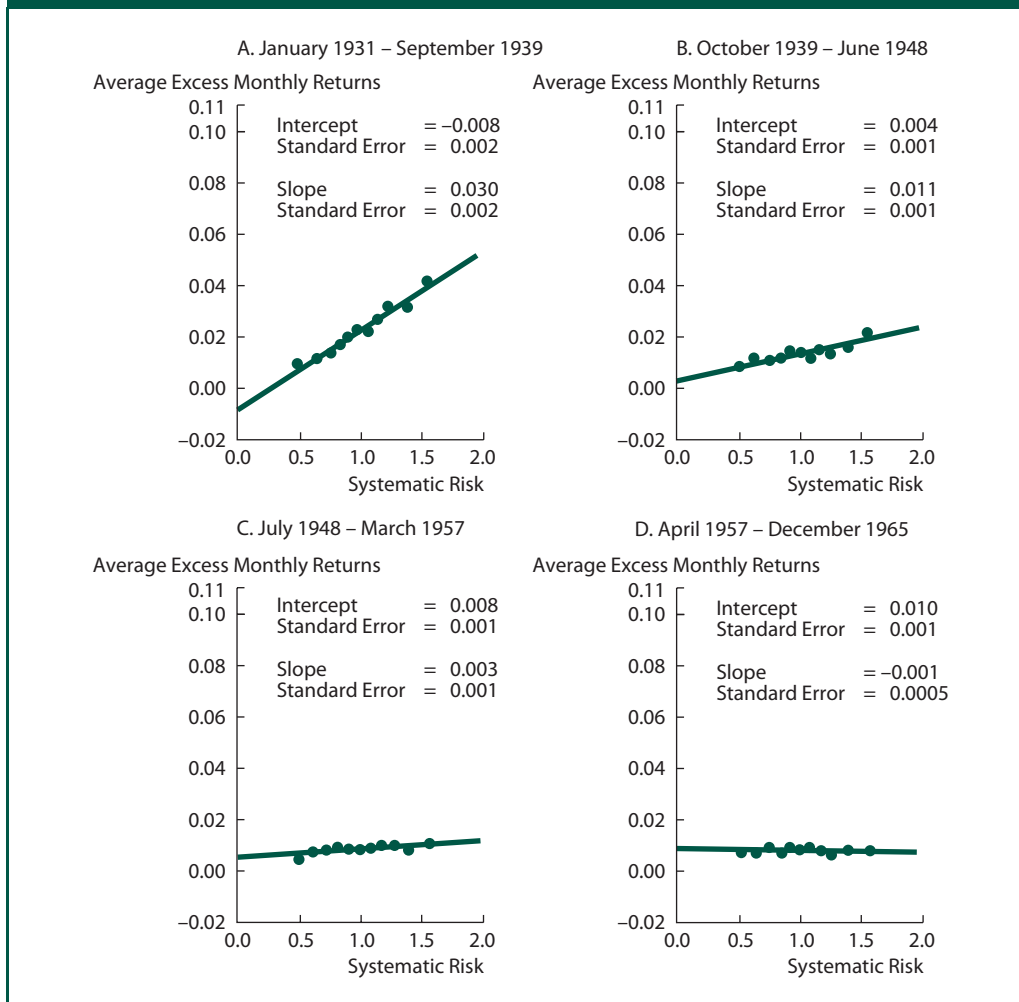 A. January 1931 – September 1939
Average Excess Monthly Returns
0.11
0.10
0.08
0.06
0.04
0.02
0.00
–0.02
Intercept = –0.008
Standard Error = 0.002
Slope = 0.030
Standard Error = 0.002
0.0 0.5 1.0 1.5 2.0
Systematic Risk
B. October 1939 – June 1948
Average Excess Monthly Returns
0.11
0.10
0.08
0.06
0.04
0.02
0.00
–0.02
Intercept = 0.004
Standard Error = 0.001
Slope = 0.011
Standard Error = 0.001
0.0 0.5 1.0 1.5 2.0
Systematic Risk
C. July 1948 – March 1957
Average Excess Monthly Returns
0.11
0.10
0.08
0.06
0.04
0.02
0.00
–0.02
Intercept = 0.008
Standard Error = 0.001
Slope = 0.003
Standard Error = 0.001
0.0 0.5 1.0 1.5 2.0
Systematic Risk
D. April 1957 – December 1965
Average Excess Monthly Returns
0.11
0.10
0.08
0.06
0.04
0.02
0.00
–0.02
Intercept = 0.010
Standard Error = 0.001
Slope = –0.001
Standard Error = 0.0005
0.0 0.5 1.0 1.5 2.0
Systematic Risk